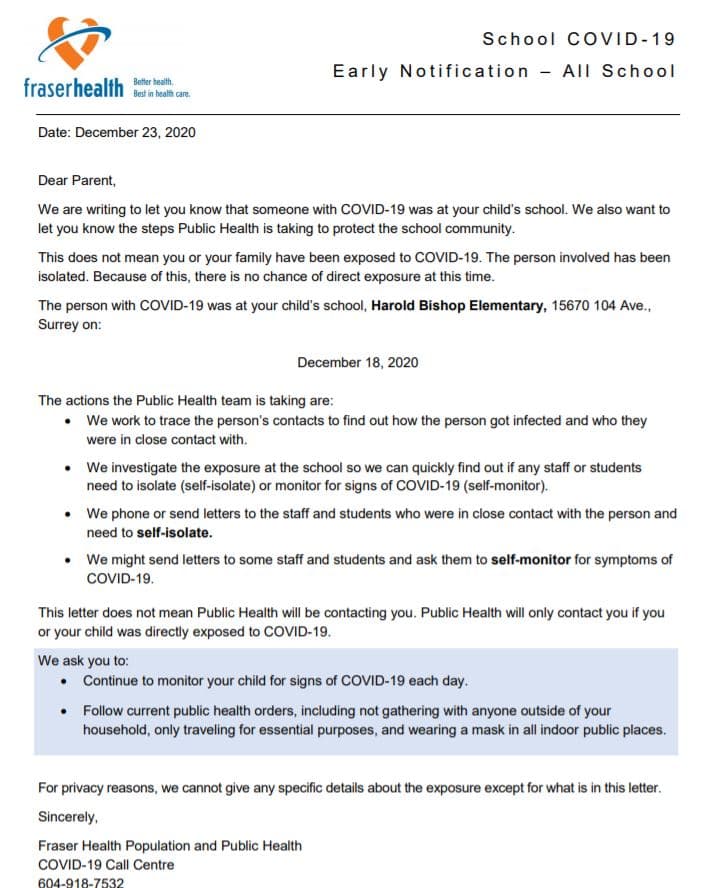 School COVID-19
Early Notification – All School
fraserhealth
Better health.
Best in health care.
Date: December 23, 2020
Dear Parent,
We are writing to let you know that someone with COVID-19 was at your child's school. We also want to
let you know the steps Public Health is taking to protect the school community.
This does not mean you or your family have been exposed to COVID-19. The person involved has been
isolated. Because of this, there is no chance of direct exposure at this time.
The person with COVID-19 was at your child's school, Harold Bishop Elementary, 15670 104 Ave.,
Surrey on:
December 18, 2020
The actions the Public Health team is taking are:
• We work to trace the person's contacts to find out how the person got infected and who they
were in close contact with.
• We investigate the exposure at the school so we can quickly find out if any staff or students
need to isolate (self-isolate) or monitor for signs of COVID-19 (self-monitor).
• We phone or send letters to the staff and students who were in close contact with the person and
need to self-isolate.
• We might send letters to some staff and students and ask them to self-monitor for symptoms of
COVID-19.
This letter does not mean Public Health will be contacting you. Public Health will only contact you if you
or your child was directly exposed to COVID-19.
We ask you to:
• Continue to monitor your child for signs of COVID-19 each day.
• Follow current public health orders, including not gathering with anyone outside of your
household, only traveling for essential purposes, and wearing a mask in all indoor public places.
For privacy reasons, we cannot give any specific details about the exposure except for what is in this letter.
Sincerely,
Fraser Health Population and Public Health
COVID-19 Call Centre
604-918-7532